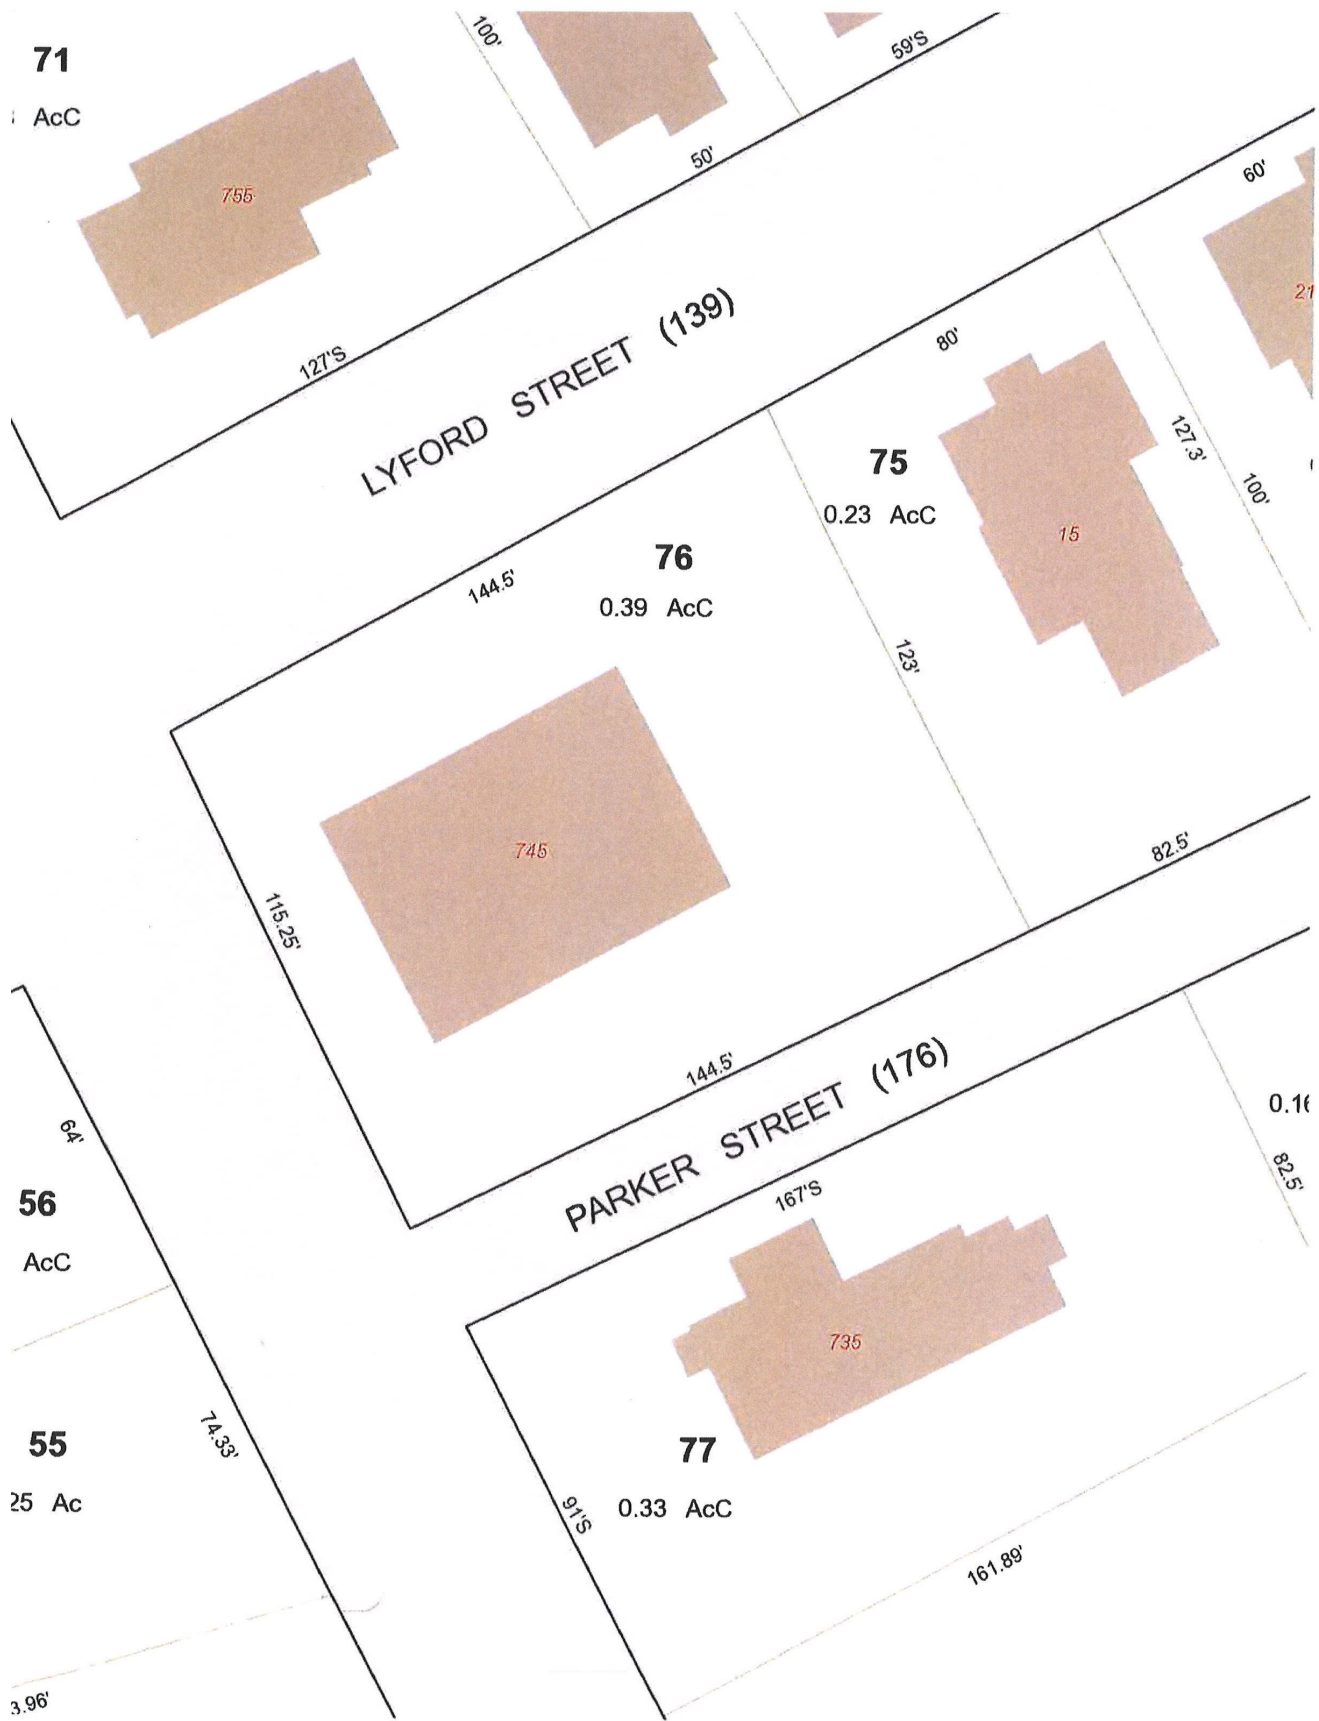 71
AcC
755
100'
59'S
50'
127'S
LYFORD STREET (139)
60'
21
80'
75
0.23 AcC
15
127.3'
100'
76
0.39 AcC
144.5'
123'
745
115.25'
82.5'
144.5'
PARKER STREET (176)
167'S
0.16
82.5'
64'
56
AcC
735
74.33'
55
25 Ac
77
0.33 AcC
91'S
161.89'
3.96'